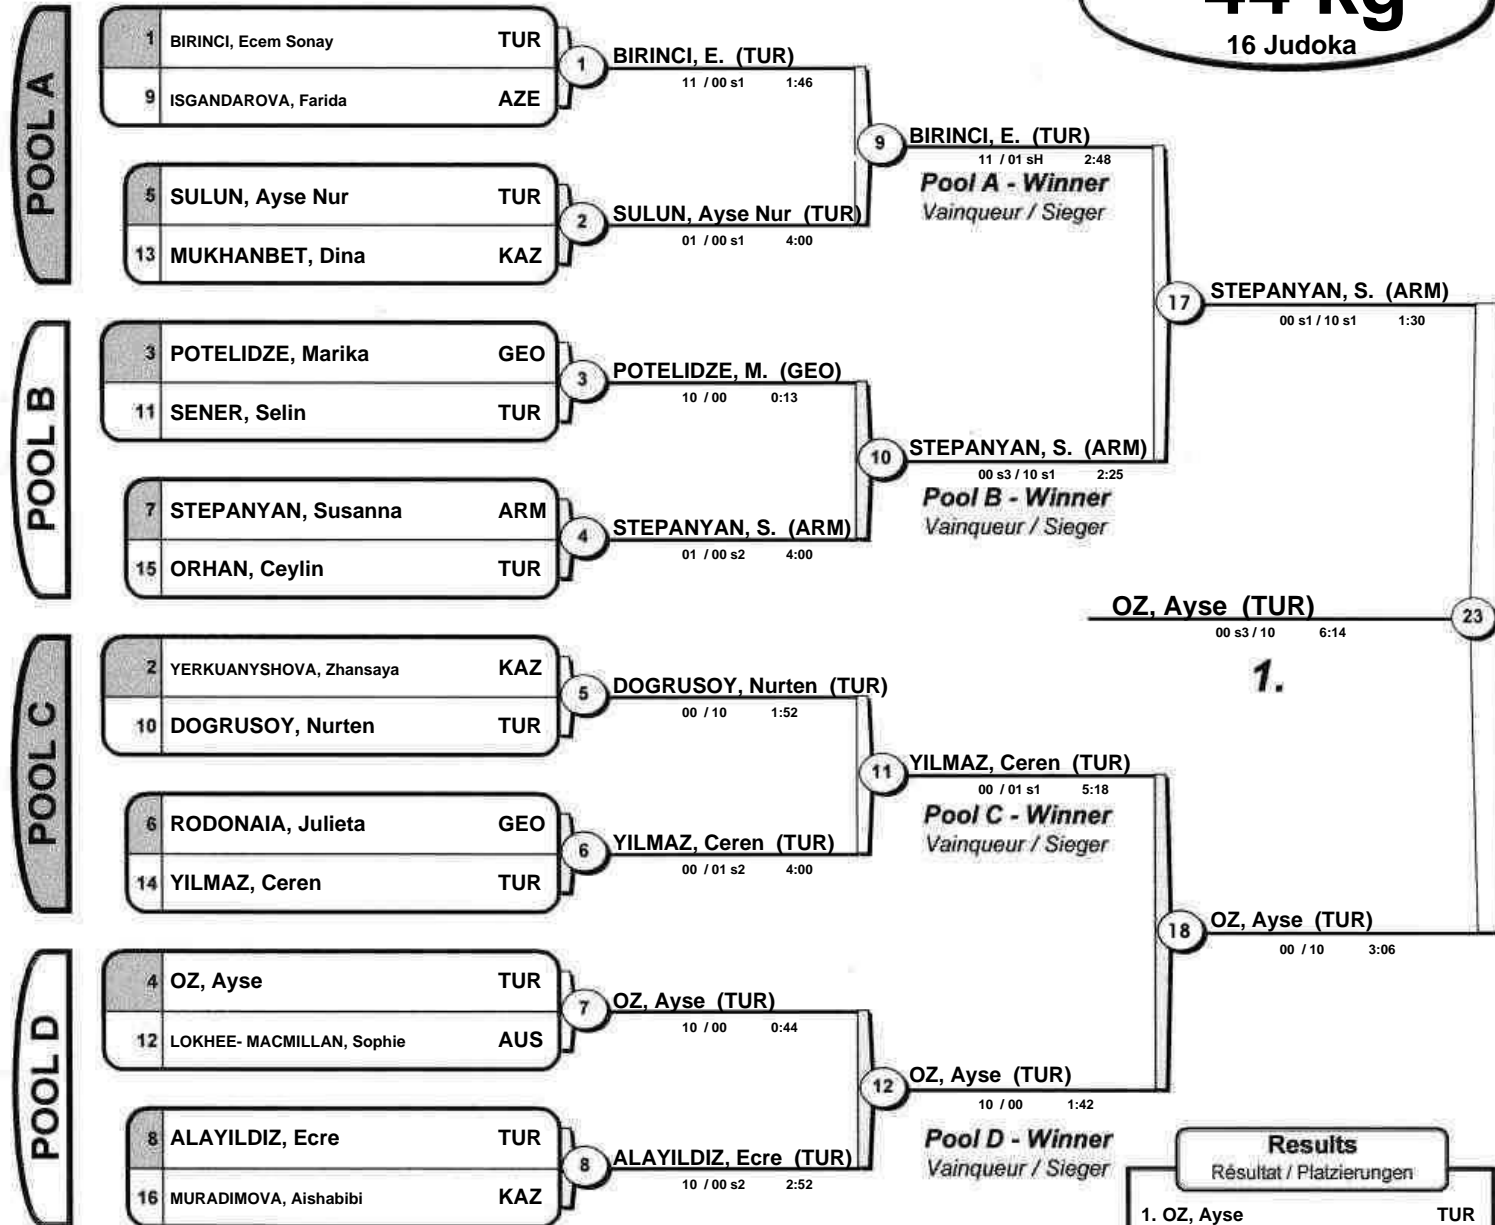 44 kg
16 Judoka
POOL A
1 BIRINCI, Ecem Sonay TUR
9 ISGANDAROVA, Farida AZE
1
BIRINCI, E. (TUR)
11 / 00 s1 1:46
5 SULUN, Ayse Nur TUR
13 MUKHANBET, Dina KAZ
2
SULUN, Ayse Nur (TUR)
01 / 00 s1 4:00
9
BIRINCI, E. (TUR)
11 / 01 sH 2:48
Pool A - Winner
Vainqueur / Sieger
POOL B
3 POTELIDZE, Marika GEO
11 SENER, Selin TUR
3
POTELIDZE, M. (GEO)
10 / 00 0:13
7 STEPANYAN, Susanna ARM
15 ORHAN, Ceylin TUR
4
STEPANYAN, S. (ARM)
01 / 00 s2 4:00
10
STEPANYAN, S. (ARM)
00 s3 / 10 s1 2:25
Pool B - Winner
Vainqueur / Sieger
17
STEPANYAN, S. (ARM)
00 s1 / 10 s1 1:30
OZ, Ayse (TUR)
00 s3 / 10 6:14
23
1.
POOL C
2 YERKUANYSHOVA, Zhansaya KAZ
10 DOGRUSOY, Nurten TUR
5
DOGRUSOY, Nurten (TUR)
00 / 10 1:52
6 RODONAIA, Julieta GEO
14 YILMAZ, Ceren TUR
6
YILMAZ, Ceren (TUR)
00 / 01 s2 4:00
11
YILMAZ, Ceren (TUR)
00 / 01 s1 5:18
Pool C - Winner
Vainqueur / Sieger
18
OZ, Ayse (TUR)
00 / 10 3:06
POOL D
4 OZ, Ayse TUR
12 LOKHEE- MACMILLAN, Sophie AUS
7
OZ, Ayse (TUR)
10 / 00 0:44
8 ALAYILDIZ, Ecre TUR
16 MURADIMOVA, Aishabibi KAZ
8
ALAYILDIZ, Ecre (TUR)
10 / 00 s2 2:52
12
OZ, Ayse (TUR)
10 / 00 1:42
Pool D - Winner
Vainqueur / Sieger
Results
Résultat / Platzierungen
1. OZ, Ayse TUR